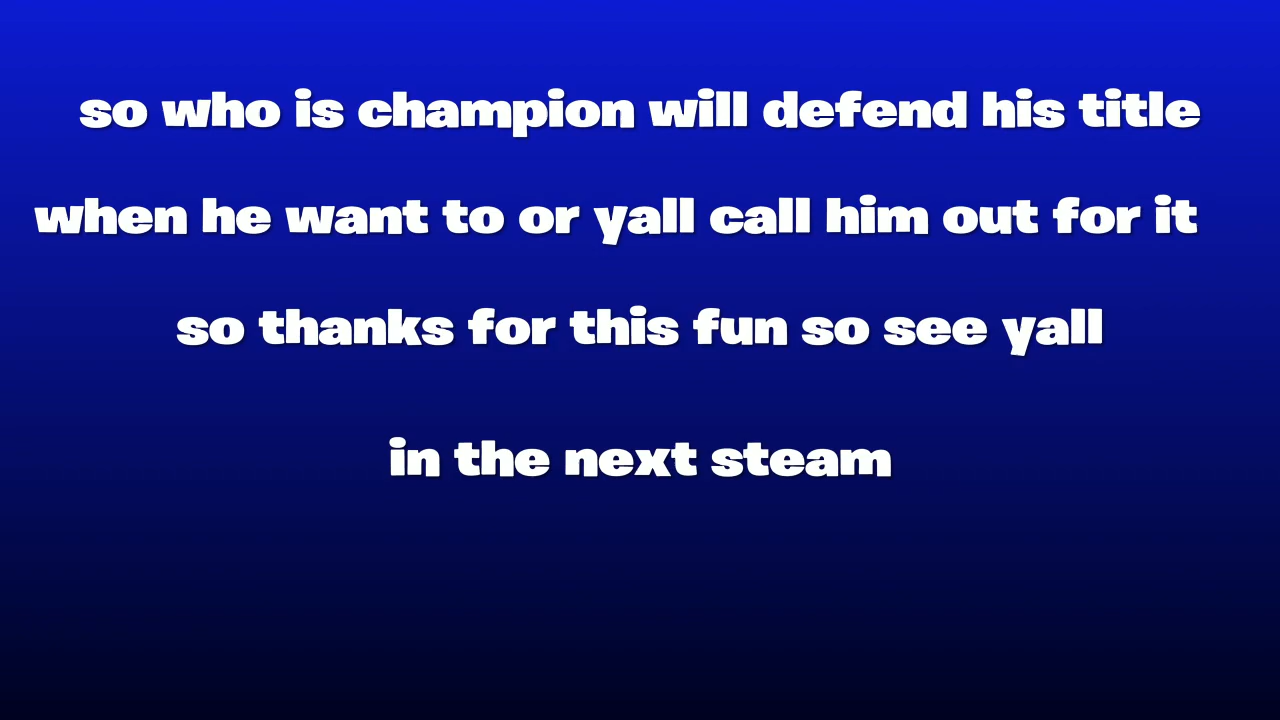 so who is champion will defend his title
when he want to or yall call him out for it
so thanks for this fun so see yall
in the next steam